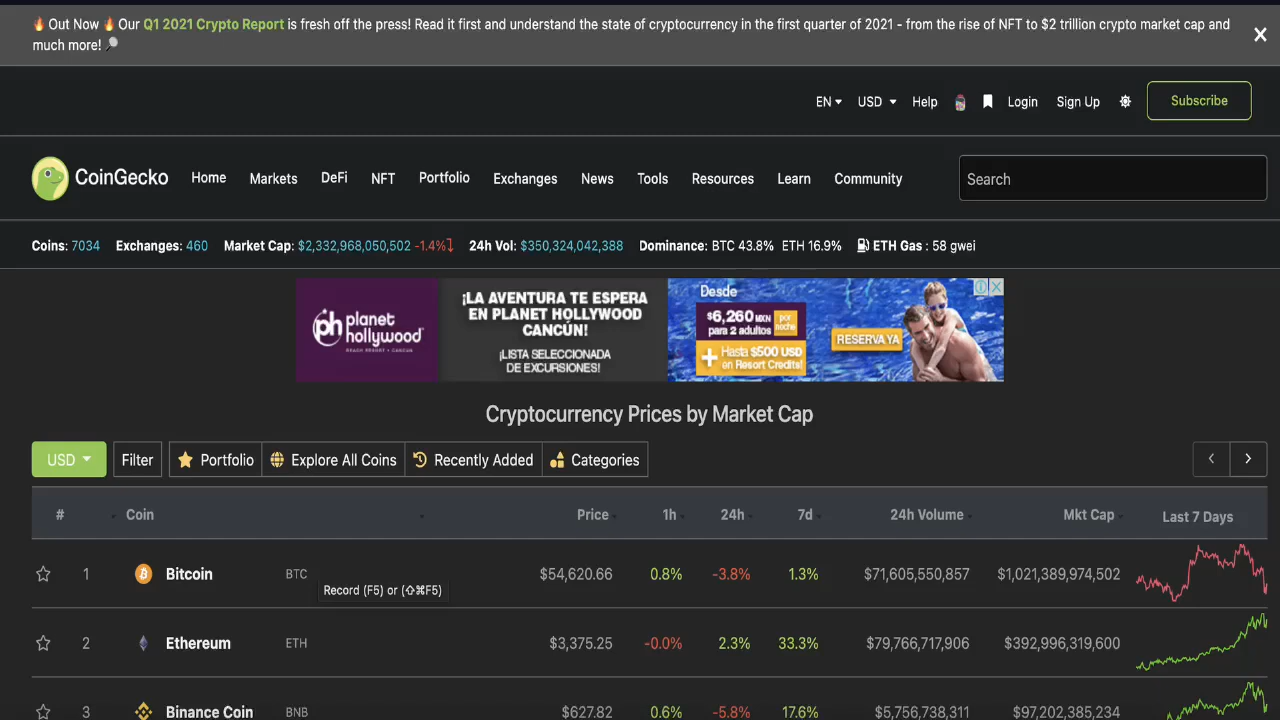 🔥Out Now 🔥Our Q1 2021 Crypto Report is fresh off the press! Read it first and understand the state of cryptocurrency in the first quarter of 2021 - from the rise of NFT to $2 trillion crypto market cap and
much more! 🔎
EN USD Help Login Sign Up Subscribe
CoinGecko Home Markets DeFi NFT Portfolio Exchanges News Tools Resources Learn Community Search
Coins: 7034 Exchanges: 460 Market Cap: $2,332,968,050,502 -1.4% 24h Vol: $350,324,042,388 Dominance: BTC 43.8% ETH 16.9% ETH Gas : 58 gwei
ph planet hollywood
BEACH RESORT • CANCUN
¡LA AVENTURA TE ESPERA
EN PLANET HOLLYWOOD
CANCÚN!
¡LISTA SELECCIONADA
DE EXCURSIONES!
Desde
$6,260 MXN
para 2 adultos
por noche
+ Hasta $500 USD
en Resort Credits!
RESERVA YA
Cryptocurrency Prices by Market Cap
USD Filter Portfolio Explore All Coins Recently Added Categories
# Coin Price 1h 24h 7d 24h Volume Mkt Cap Last 7 Days
1 Bitcoin BTC $54,620.66 0.8% -3.8% 1.3% $71,605,550,857 $1,021,389,974,502
Record (F5) or (⇧⌘F5)
2 Ethereum ETH $3,375.25 -0.0% 2.3% 33.3% $79,766,717,906 $392,996,319,600
3 Binance Coin BNB $627.82 0.6% -5.8% 17.6% $5,756,738,311 $97,202,385,234